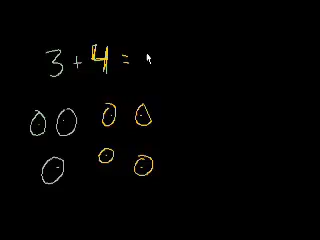 3 + 4 =